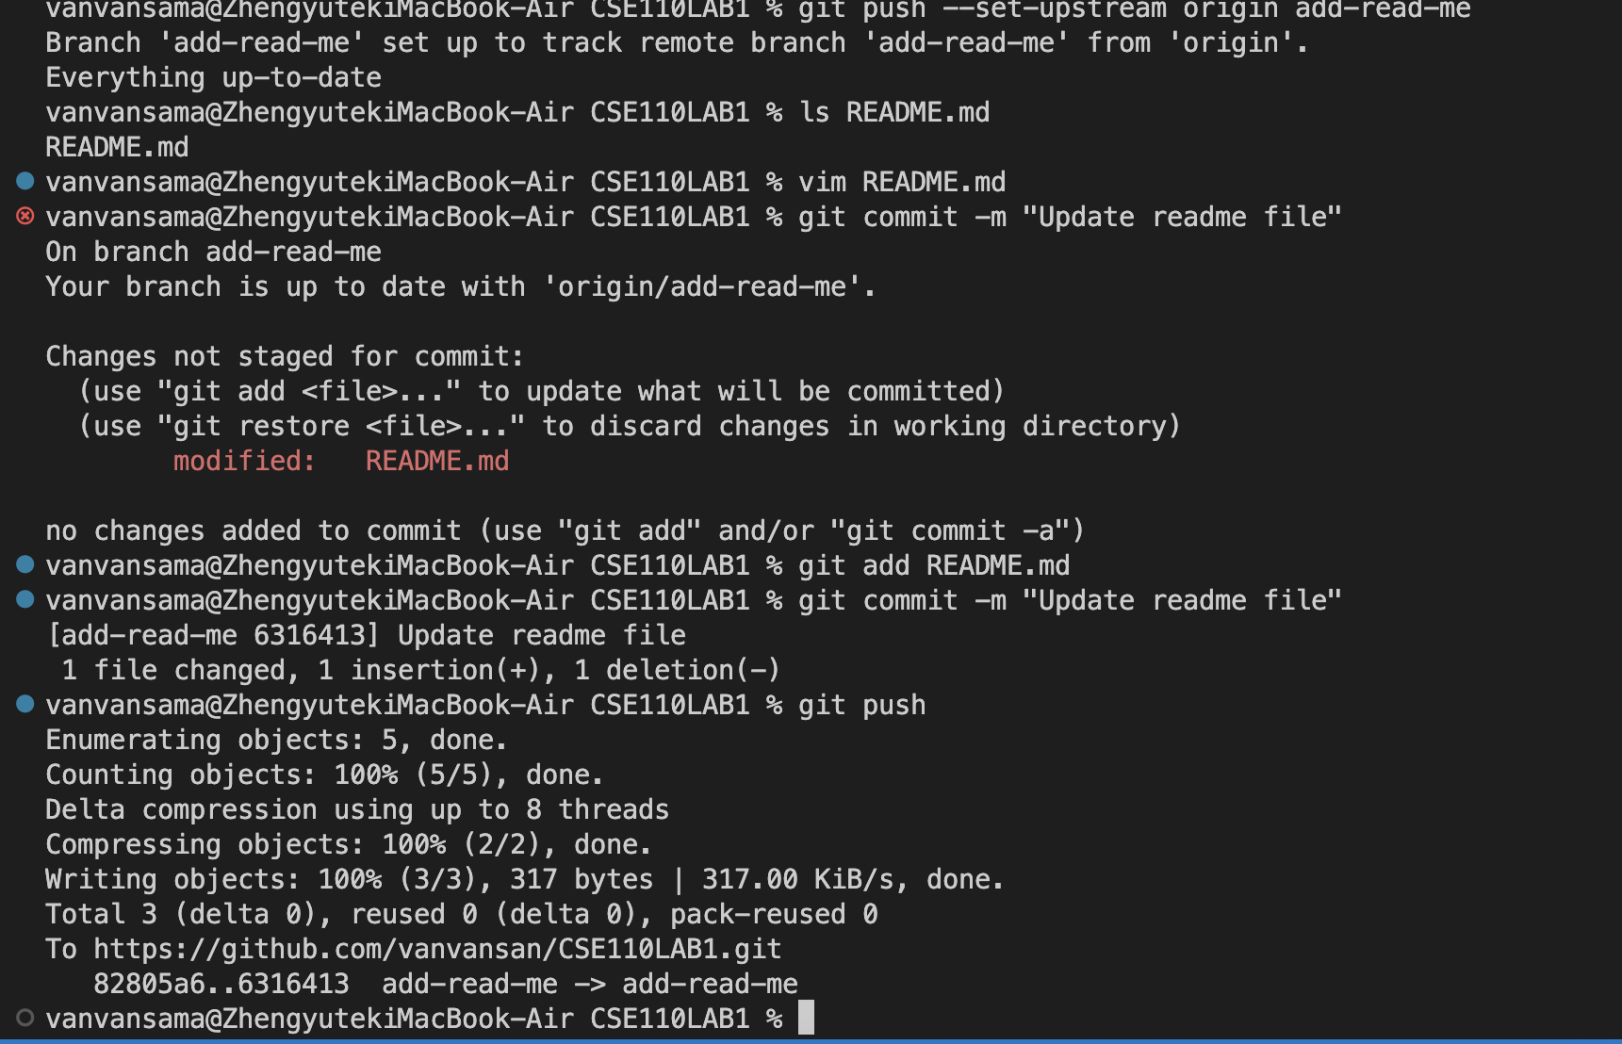 vanvansama@ZhengyutekiMacBook-Air CSE110LAB1 % git push --set-upstream origin add-read-me
Branch 'add-read-me' set up to track remote branch 'add-read-me' from 'origin'.
Everything up-to-date
vanvansama@ZhengyutekiMacBook-Air CSE110LAB1 % ls README.md
README.md
vanvansama@ZhengyutekiMacBook-Air CSE110LAB1 % vim README.md
vanvansama@ZhengyutekiMacBook-Air CSE110LAB1 % git commit -m "Update readme file"
On branch add-read-me
Your branch is up to date with 'origin/add-read-me'.

Changes not staged for commit:
  (use "git add <file>..." to update what will be committed)
  (use "git restore <file>..." to discard changes in working directory)
        modified:   README.md

no changes added to commit (use "git add" and/or "git commit -a")
vanvansama@ZhengyutekiMacBook-Air CSE110LAB1 % git add README.md
vanvansama@ZhengyutekiMacBook-Air CSE110LAB1 % git commit -m "Update readme file"
[add-read-me 6316413] Update readme file
 1 file changed, 1 insertion(+), 1 deletion(-)
vanvansama@ZhengyutekiMacBook-Air CSE110LAB1 % git push
Enumerating objects: 5, done.
Counting objects: 100% (5/5), done.
Delta compression using up to 8 threads
Compressing objects: 100% (2/2), done.
Writing objects: 100% (3/3), 317 bytes | 317.00 KiB/s, done.
Total 3 (delta 0), reused 0 (delta 0), pack-reused 0
To https://github.com/vanvansan/CSE110LAB1.git
   82805a6..6316413  add-read-me -> add-read-me
vanvansama@ZhengyutekiMacBook-Air CSE110LAB1 %